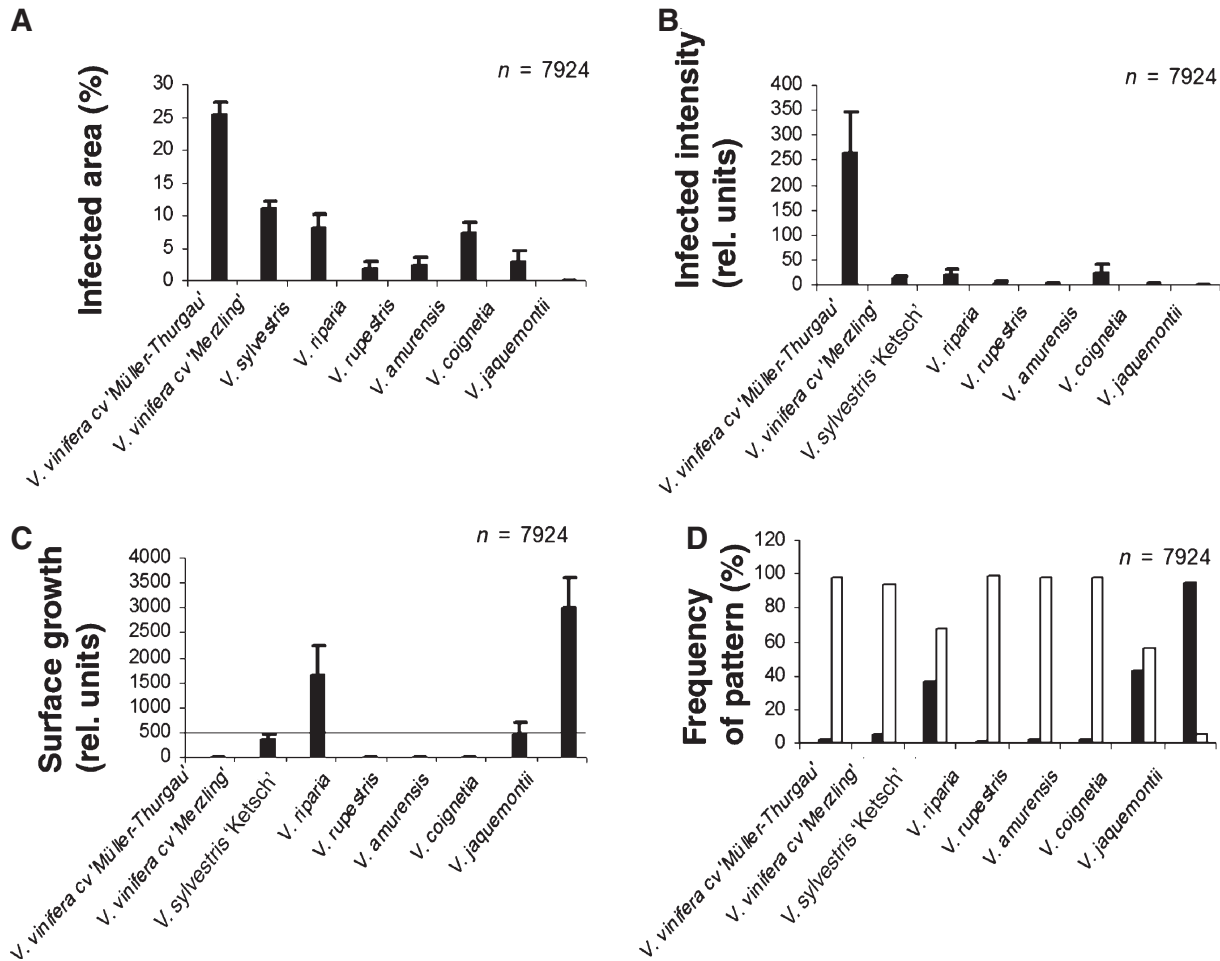 A
n = 7924
Infected area (%)
30
25
20
15
10
5
0
V. vinifera cv 'Müller-Thurgau'
V. vinifera cv 'Merzling'
V. sylvestris
V. riparia
V. rupestris
V. amurensis
V. coignetia
V. jaquemontii
B
n = 7924
Infected intensity
(rel. units)
400
350
300
250
200
150
100
50
0
V. vinifera cv 'Müller-Thurgau'
V. vinifera cv 'Merzling'
V. sylvestris 'Ketsch'
V. riparia
V. rupestris
V. amurensis
V. coignetia
V. jaquemontii
C
n = 7924
Surface growth
(rel. units)
4000
3500
3000
2500
2000
1500
1000
500
0
V. vinifera cv 'Müller-Thurgau'
V. vinifera cv 'Merzling'
V. sylvestris 'Ketsch'
V. riparia
V. rupestris
V. amurensis
V. coignetia
V. jaquemontii
D
n = 7924
Frequency
of pattern (%)
120
100
80
60
40
20
0
V. vinifera cv 'Müller-Thurgau'
V. vinifera cv 'Merzling'
V. sylvestris 'Ketsch'
V. riparia
V. rupestris
V. amurensis
V. coignetia
V. jaquemontii